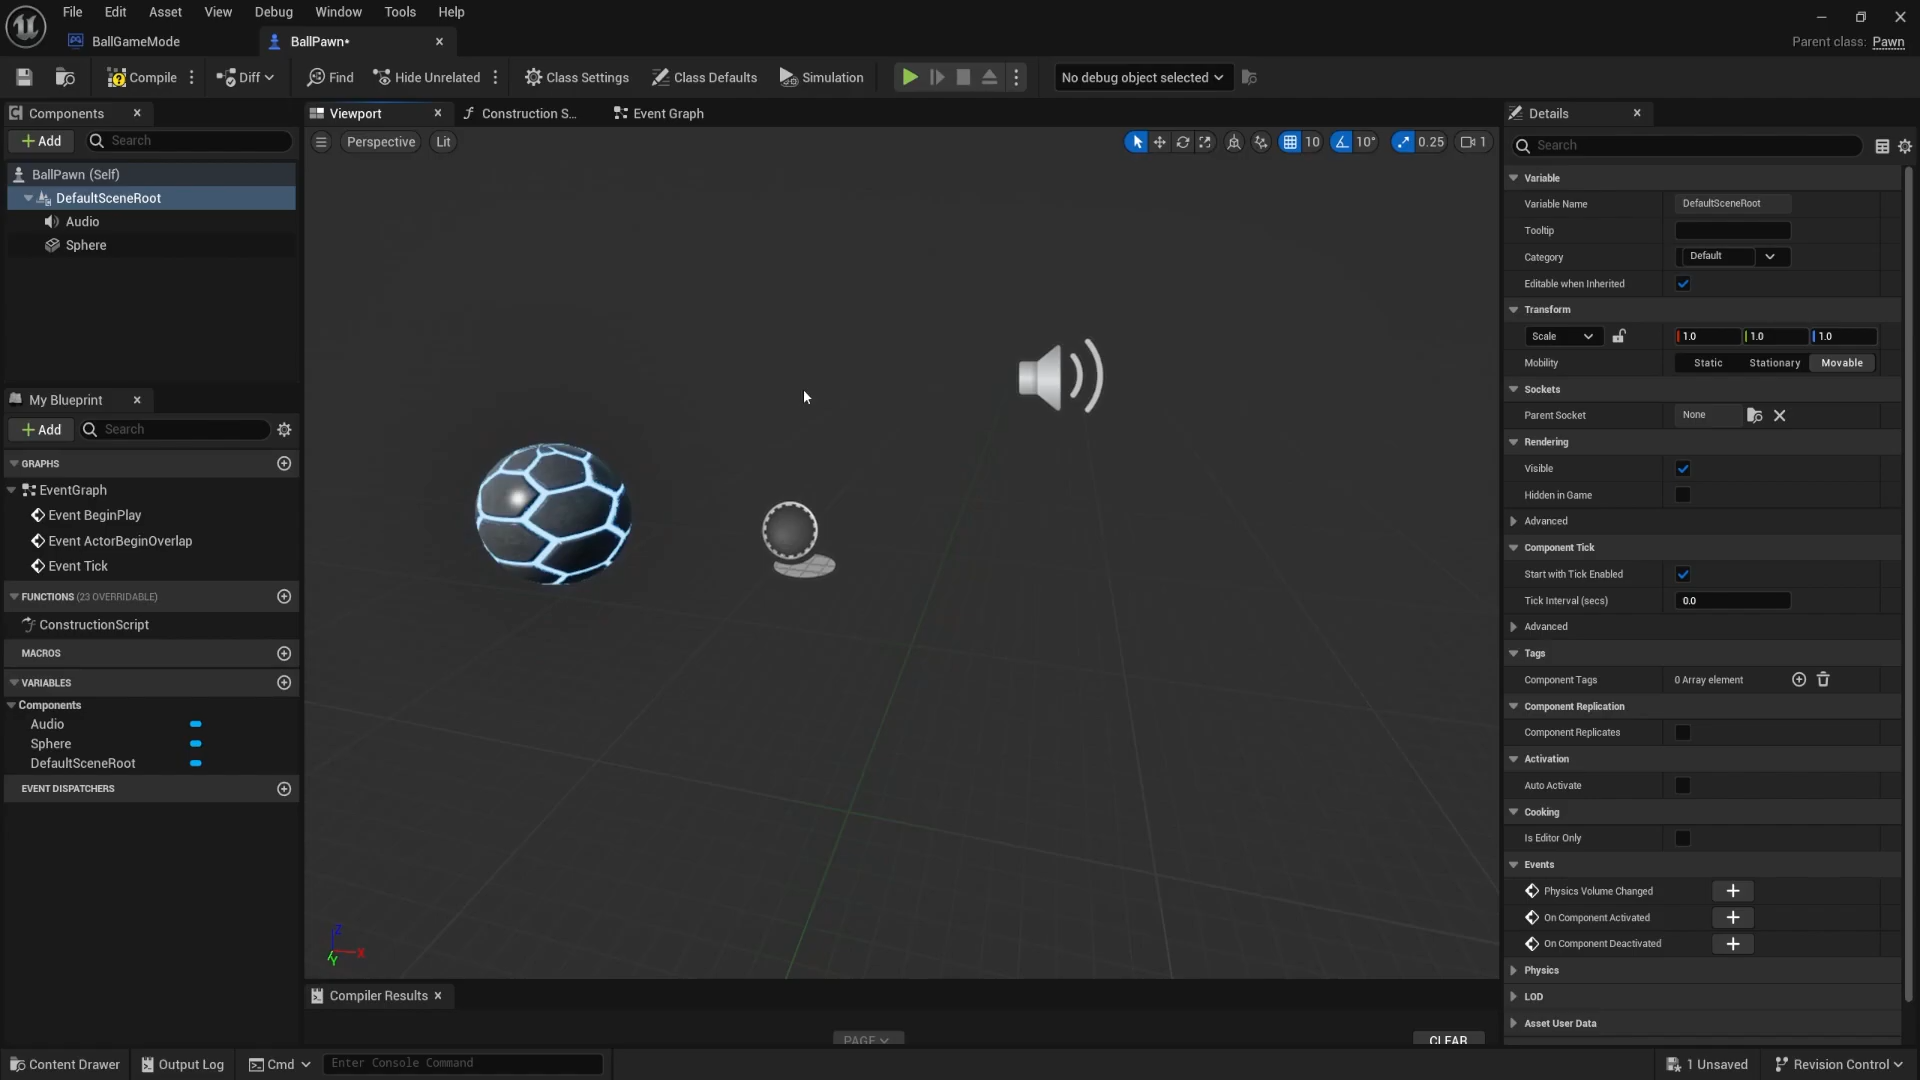 File Edit Asset View Debug Window Tools Help
BallGameMode
BallPawn•
Parent class: Pawn
Compile
Diff
Find
Hide Unrelated
Class Settings
Class Defaults
Simulation
No debug object selected
Components
Add
Search
BallPawn (Self)
DefaultSceneRoot
Audio
Sphere
My Blueprint
Add
Search
GRAPHS
EventGraph
Event BeginPlay
Event ActorBeginOverlap
Event Tick
FUNCTIONS (23 OVERRIDABLE)
ConstructionScript
MACROS
VARIABLES
Components
Audio
Sphere
DefaultSceneRoot
EVENT DISPATCHERS
Viewport
Construction S...
Event Graph
Perspective
Lit
10
10°
0.25
1
Z
X
Y
Compiler Results
PAGE
CLEAR
Details
Search
Variable
Variable Name DefaultSceneRoot
Tooltip
Category Default
Editable when Inherited
Transform
Scale 1.0 1.0 1.0
Mobility Static Stationary Movable
Sockets
Parent Socket None
Rendering
Visible
Hidden in Game
Advanced
Component Tick
Start with Tick Enabled
Tick Interval (secs) 0.0
Advanced
Tags
Component Tags 0 Array element
Component Replication
Component Replicates
Activation
Auto Activate
Cooking
Is Editor Only
Events
Physics Volume Changed
On Component Activated
On Component Deactivated
Physics
LOD
Asset User Data
Content Drawer
Output Log
Cmd
Enter Console Command
1 Unsaved
Revision Control